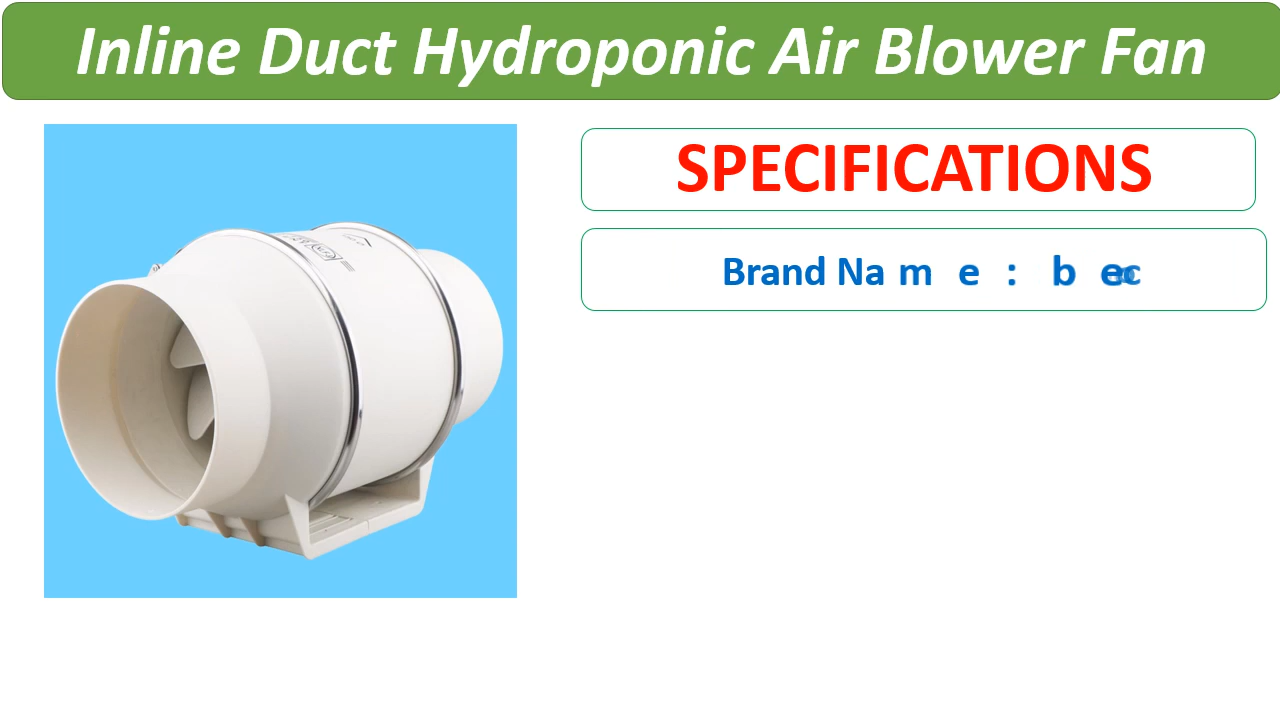 Inline Duct Hydroponic Air Blower Fan
SPECIFICATIONS
Brand Name: